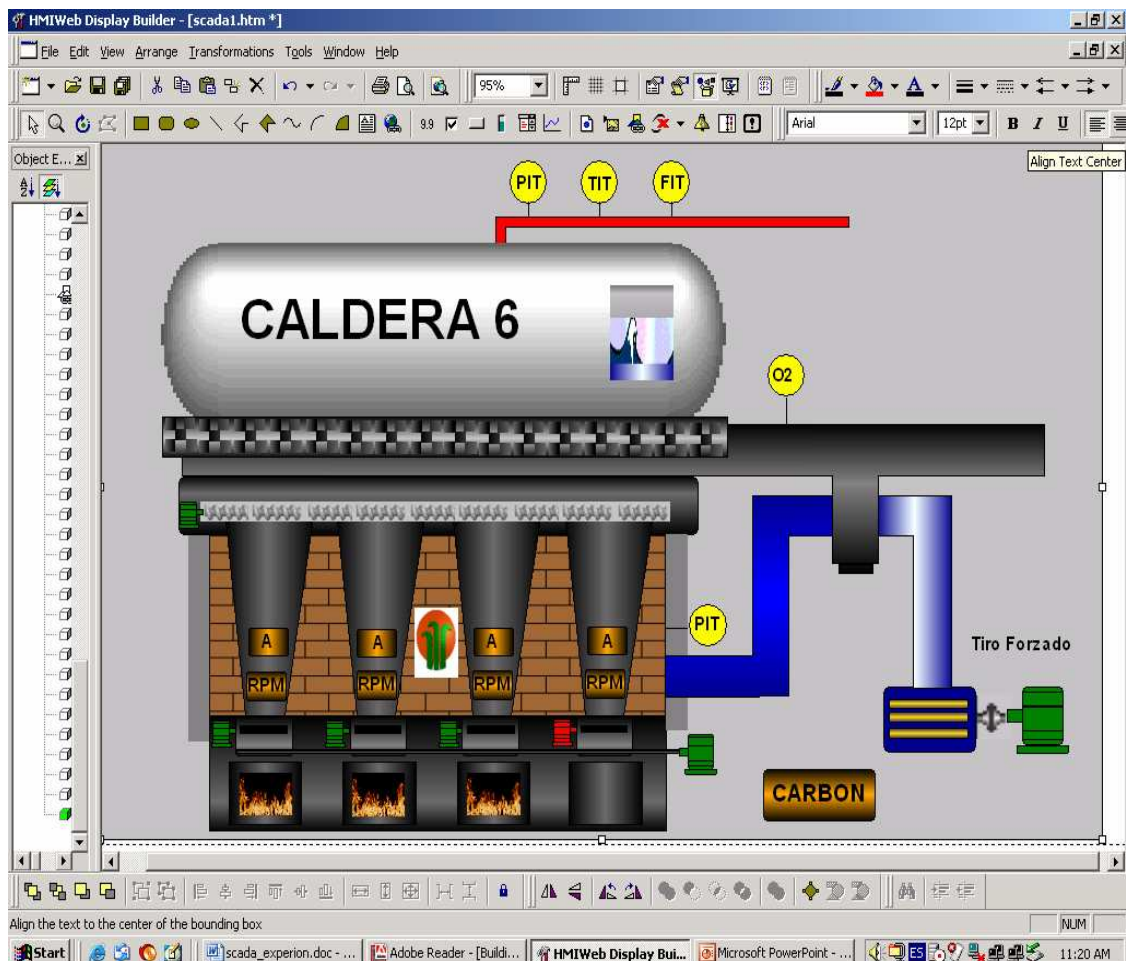 HMIWeb Display Builder - [scada1.htm *]
File Edit View Arrange Transformations Tools Window Help
95%
9.9
Arial
12pt
B I U
Object E...
Align Text Center
PIT
TIT
FIT
CALDERA 6
O2
A
A
A
A
PIT
RPM
RPM
RPM
RPM
Tiro Forzado
CARBON
Align the text to the center of the bounding box
NUM
Start
scada_experion.doc - ...
Adobe Reader - [Buildi...
HMIWeb Display Bui...
Microsoft PowerPoint - ...
ES
11:20 AM